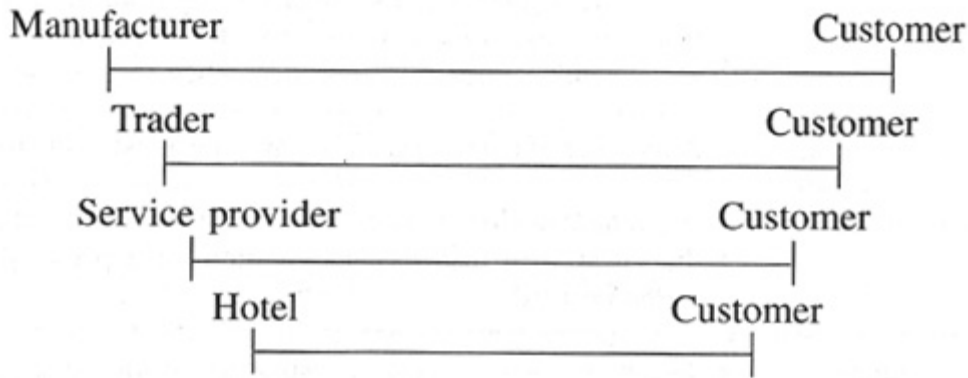 Manufacturer Customer
Trader Customer
Service provider Customer
Hotel Customer